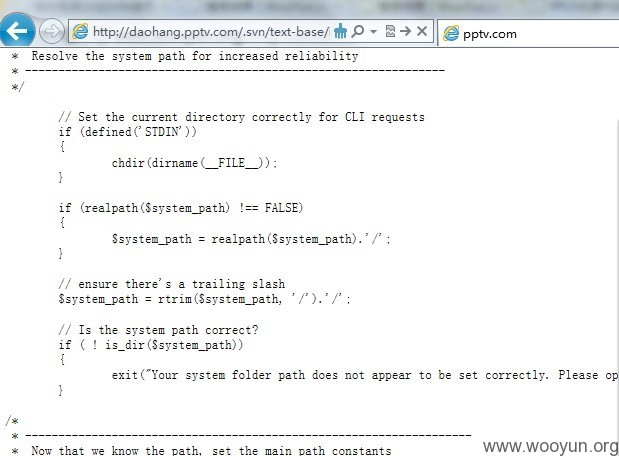 http://daohang.pptv.com/.svn/text-base/
pptv.com
* Resolve the system path for increased reliability
* ---------------------------------------------------------------
*/
// Set the current directory correctly for CLI requests
if (defined('STDIN'))
{
chdir(dirname(__FILE__));
}
if (realpath($system_path) !== FALSE)
{
$system_path = realpath($system_path).'/';
}
// ensure there's a trailing slash
$system_path = rtrim($system_path, '/').'/';
// Is the system path correct?
if ( ! is_dir($system_path))
{
exit("Your system folder path does not appear to be set correctly. Please op
}
/*
* -------------------------------------------------------------------
* Now that we know the path, set the main path constants
www.wooyun.org